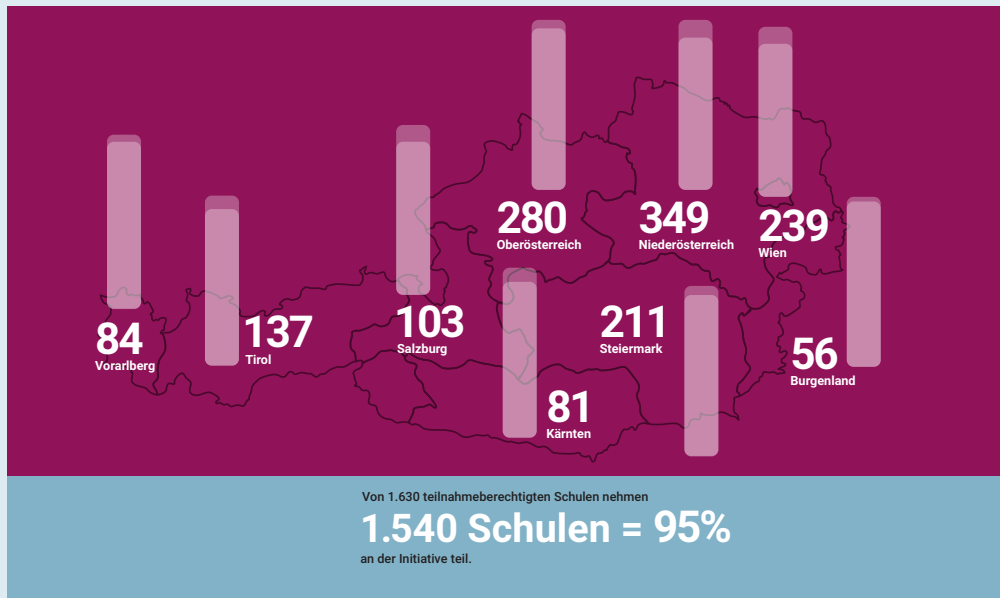 280
Oberösterreich
349
Niederösterreich
239
Wien
84
Vorarlberg
137
Tirol
103
Salzburg
211
Steiermark
56
Burgenland
81
Kärnten
Von 1.630 teilnahmeberechtigten Schulen nehmen
1.540 Schulen = 95%
an der Initiative teil.